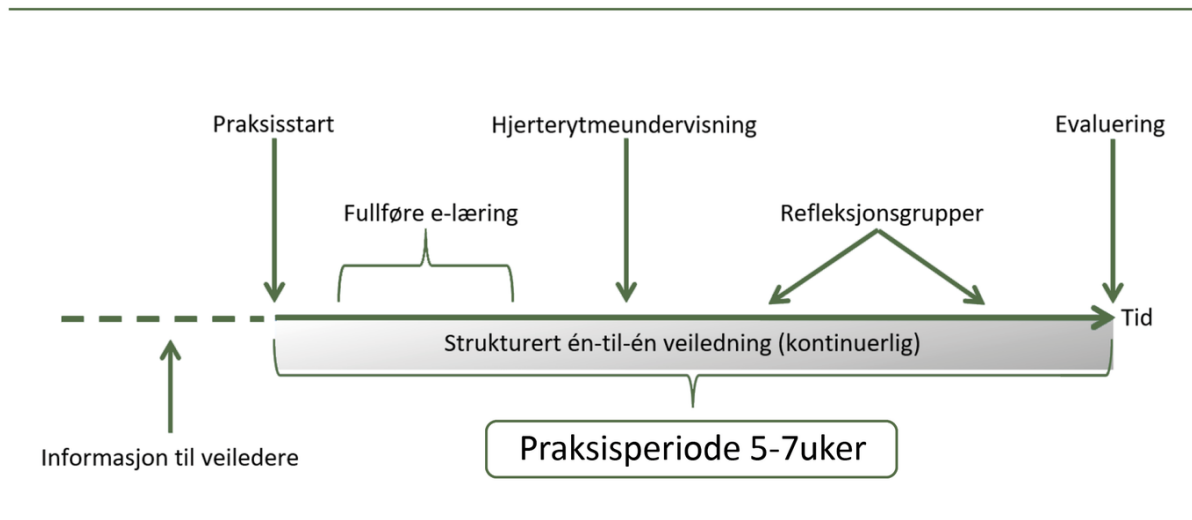 Praksisstart
Hjerterytmeundervisning
Evaluering
Fullføre e-læring
Refleksjonsgrupper
Tid
Strukturert én-til-én veiledning (kontinuerlig)
Informasjon til veiledere
Praksisperiode 5-7uker